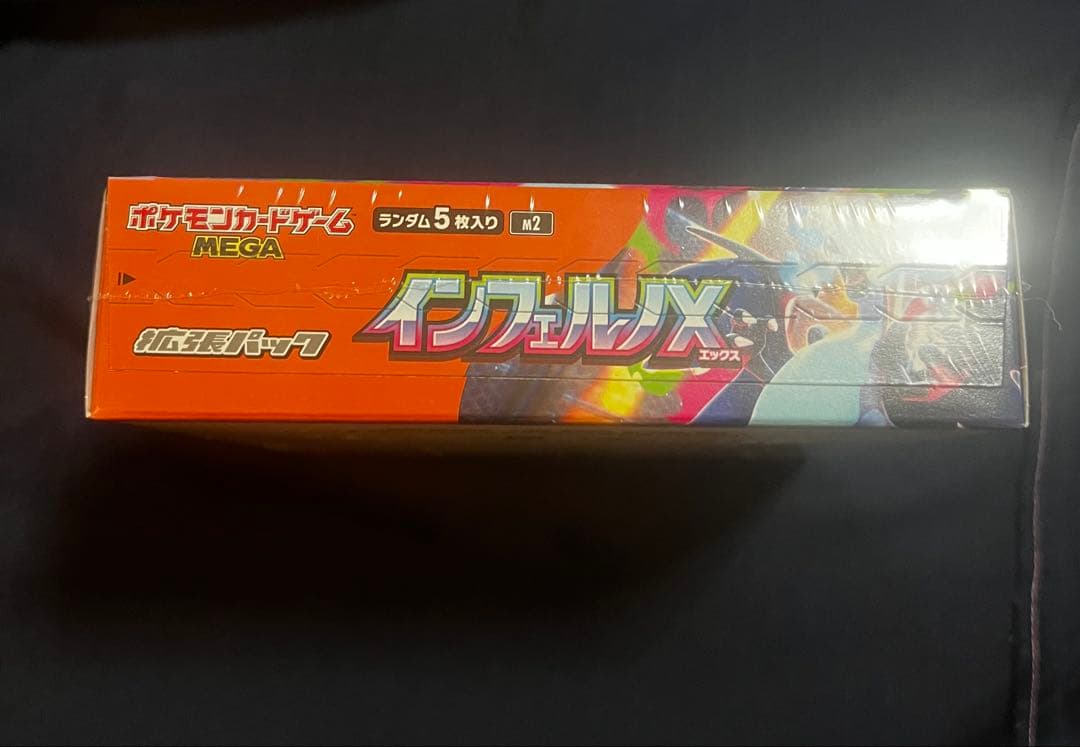 ポケモンカードゲーム
MEGA
ランダム5枚入り
M2
拡張パック
インフェルノX
エックス